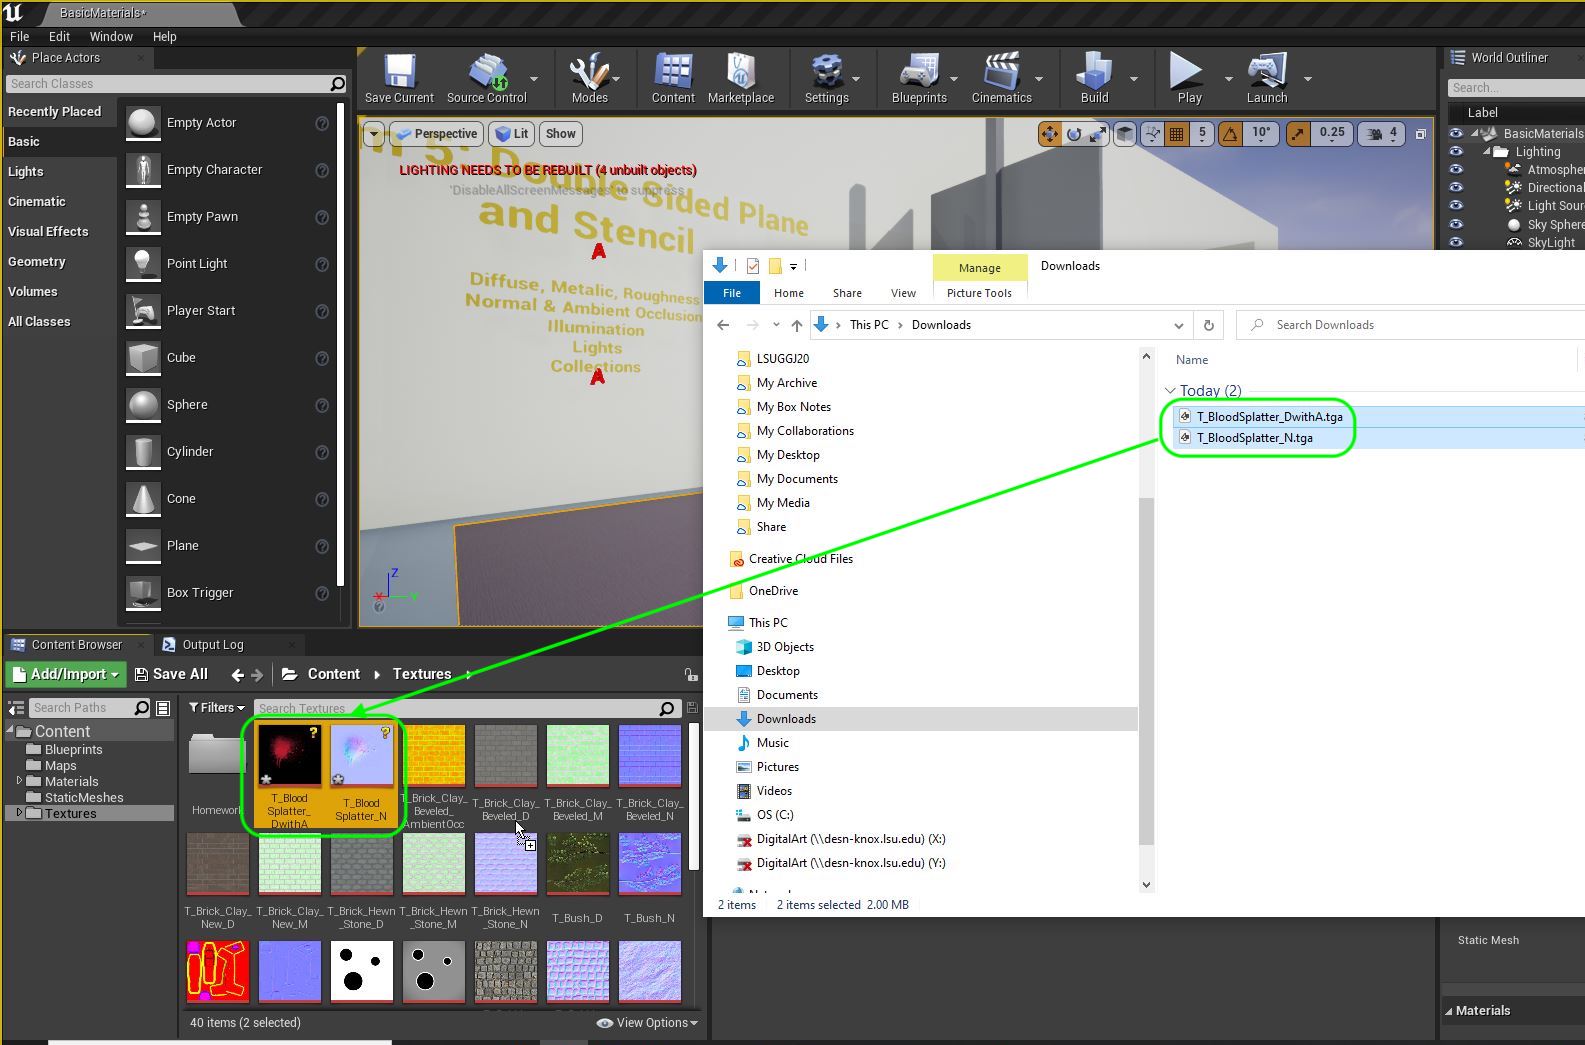 BasicMaterials*
File Edit Window Help
Place Actors
Search Classes
Recently Placed
Basic
Lights
Cinematic
Visual Effects
Geometry
Volumes
All Classes
Empty Actor
Empty Character
Empty Pawn
Point Light
Player Start
Cube
Sphere
Cylinder
Cone
Plane
Box Trigger
Save Current Source Control Modes Content Marketplace Settings Blueprints Cinematics Build Play Launch
Perspective Lit Show
5 10° 0.25 4
LIGHTING NEEDS TO BE REBUILT (4 unbuilt objects)
'DisableAllScreenMessages' to suppress
5: Double Sided Plane
and Stencil
A
Diffuse, Metalic, Roughness
Normal & Ambient Occlusion
Illumination
Lights
Collections
A
Z
Y
World Outliner
Search...
Label
BasicMaterials
Lighting
Atmospher
Directional
Light Sour
Sky Sphere
SkyLight
Manage Downloads
File Home Share View Picture Tools
This PC > Downloads
Search Downloads
LSUGGJ20
My Archive
My Box Notes
My Collaborations
My Desktop
My Documents
My Media
Share
Creative Cloud Files
OneDrive
This PC
3D Objects
Desktop
Documents
Downloads
Music
Pictures
Videos
OS (C:)
DigitalArt (\\desn-knox.lsu.edu) (X:)
DigitalArt (\\desn-knox.lsu.edu) (Y:)
Name
Today (2)
T_BloodSplatter_DwithA.tga
T_BloodSplatter_N.tga
2 items 2 items selected 2.00 MB
Content Browser Output Log
Add/Import Save All Content Textures
Search Paths
Content
Blueprints
Maps
Materials
StaticMeshes
Textures
Filters Search Textures
Homework
T_Blood
Splatter_
DwithA
T_Blood
Splatter_N
T_Brick_Clay_
Beveled_
AmbientOcc
T_Brick_Clay_
Beveled_D
T_Brick_Clay_
Beveled_M
T_Brick_Clay_
Beveled_N
T_Brick_Clay_
New_D
T_Brick_Clay_
New_M
T_Brick_Hewn
_Stone_D
T_Brick_Hewn
_Stone_M
T_Brick_Hewn
_Stone_N
T_Bush_D
T_Bush_N
40 items (2 selected)
View Options
Static Mesh
Materials